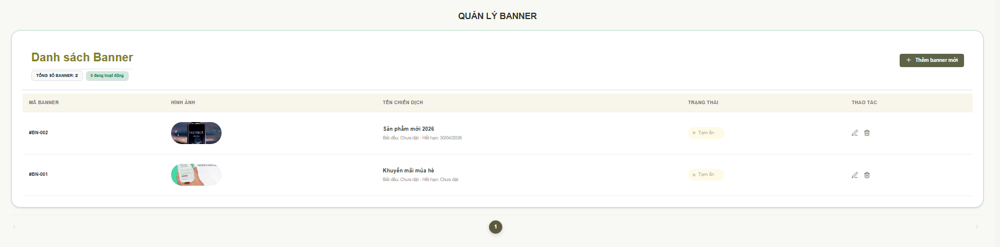 QUẢN LÝ BANNER
Danh sách Banner
TỔNG SỐ BANNER: 2
0 đang hoạt động
+ Thêm banner mới
MÃ BANNER HÌNH ẢNH TÊN CHIẾN DỊCH TRẠNG THÁI THAO TÁC
#BN-002
Sản phẩm mới 2026
Bắt đầu: Chưa đặt - Hết hạn: 30/04/2026
Tạm ẩn
#BN-001
Khuyến mãi mùa hè
Bắt đầu: Chưa đặt - Hết hạn: Chưa đặt
Tạm ẩn
‹ 1 ›